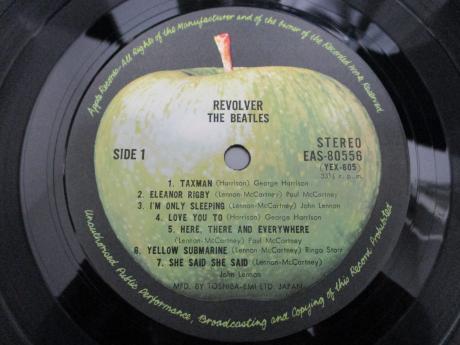 Apple Records-All Rights of the Manufacturer and of the Owner of the Recorded Work Reserved
REVOLVER
THE BEATLES
SIDE 1
STEREO
EAS-80556
(YEX-605)
33⅓ r.p.m.
1. TAXMAN (Harrison) George Harrison
2. ELEANOR RIGBY (Lennon-McCartney) Paul McCartney
3. I'M ONLY SLEEPING (Lennon-McCartney) John Lennon
4. LOVE YOU TO (Harrison) George Harrison
5. HERE, THERE AND EVERYWHERE
(Lennon-McCartney) Paul McCartney
6. YELLOW SUBMARINE (Lennon-McCartney) Ringo Starr
7. SHE SAID SHE SAID (Lennon-McCartney)
John Lennon
MFD. BY TOSHIBA-EMI LTD. JAPAN
Unauthorised Public Performance, Broadcasting and Copying of this Record Prohibited